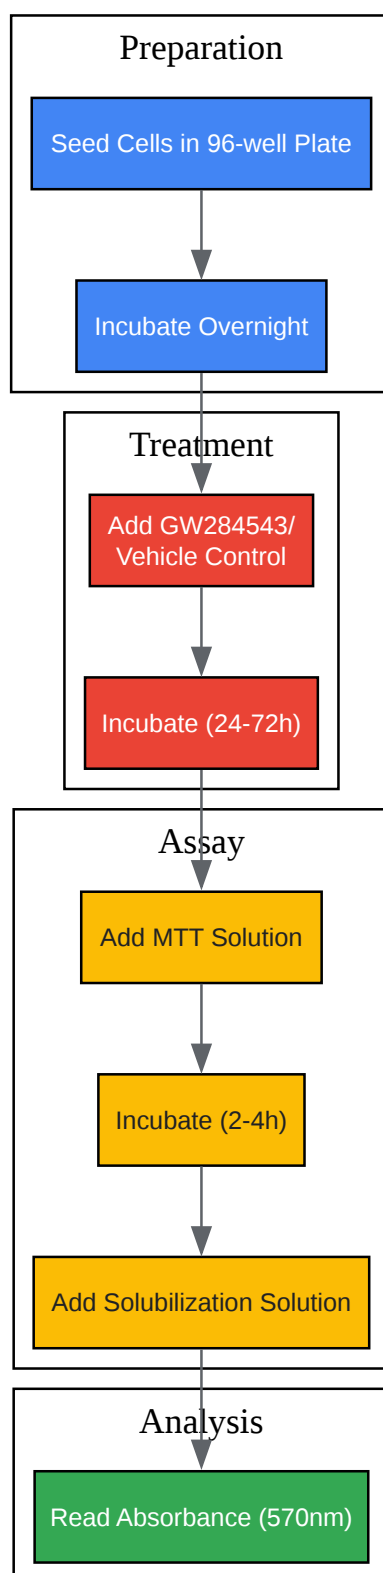 Preparation
Seed Cells in 96-well Plate
Incubate Overnight
Treatment
Add GW284543/
Vehicle Control
Incubate (24-72h)
Assay
Add MTT Solution
Incubate (2-4h)
Add Solubilization Solution
Analysis
Read Absorbance (570nm)